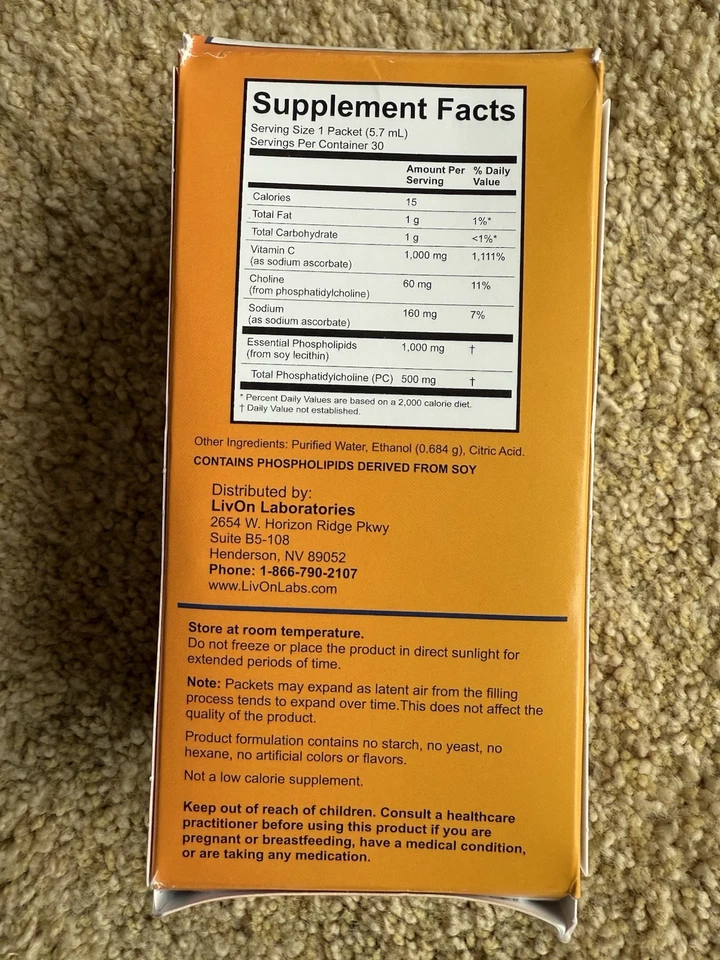 Supplement Facts
Serving Size 1 Packet (5.7 mL)
Servings Per Container 30
Amount Per Serving % Daily Value
Calories 15
Total Fat 1 g 1%*
Total Carbohydrate 1 g <1%*
Vitamin C (as sodium ascorbate) 1,000 mg 1,111%
Choline (from phosphatidylcholine) 60 mg 11%
Sodium (as sodium ascorbate) 160 mg 7%
Essential Phospholipids (from soy lecithin) 1,000 mg †
Total Phosphatidylcholine (PC) 500 mg †
* Percent Daily Values are based on a 2,000 calorie diet.
† Daily Value not established.
Other Ingredients: Purified Water, Ethanol (0.684 g), Citric Acid.
CONTAINS PHOSPHOLIPIDS DERIVED FROM SOY
Distributed by:
LivOn Laboratories
2654 W. Horizon Ridge Pkwy
Suite B5-108
Henderson, NV 89052
Phone: 1-866-790-2107
www.LivOnLabs.com
Store at room temperature.
Do not freeze or place the product in direct sunlight for
extended periods of time.
Note: Packets may expand as latent air from the filling
process tends to expand over time.This does not affect the
quality of the product.
Product formulation contains no starch, no yeast, no
hexane, no artificial colors or flavors.
Not a low calorie supplement.
Keep out of reach of children. Consult a healthcare
practitioner before using this product if you are
pregnant or breastfeeding, have a medical condition,
or are taking any medication.